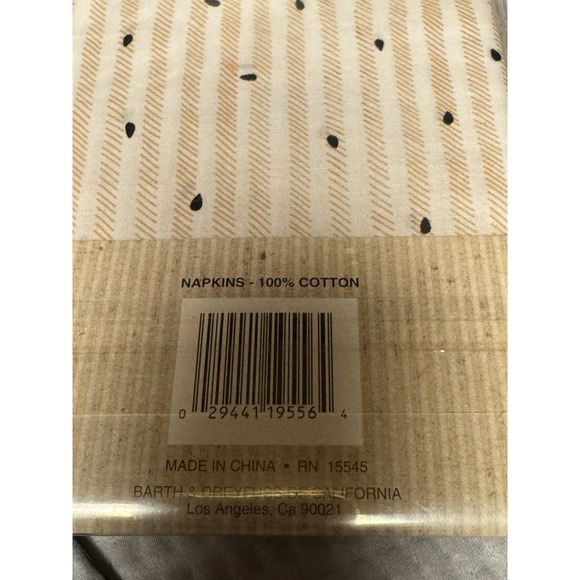 NAPKINS - 100% COTTON
0 29441 19556 4
MADE IN CHINA • RN 15545
BARTH & DREYFUSS OF CALIFORNIA
Los Angeles, Ca 90021